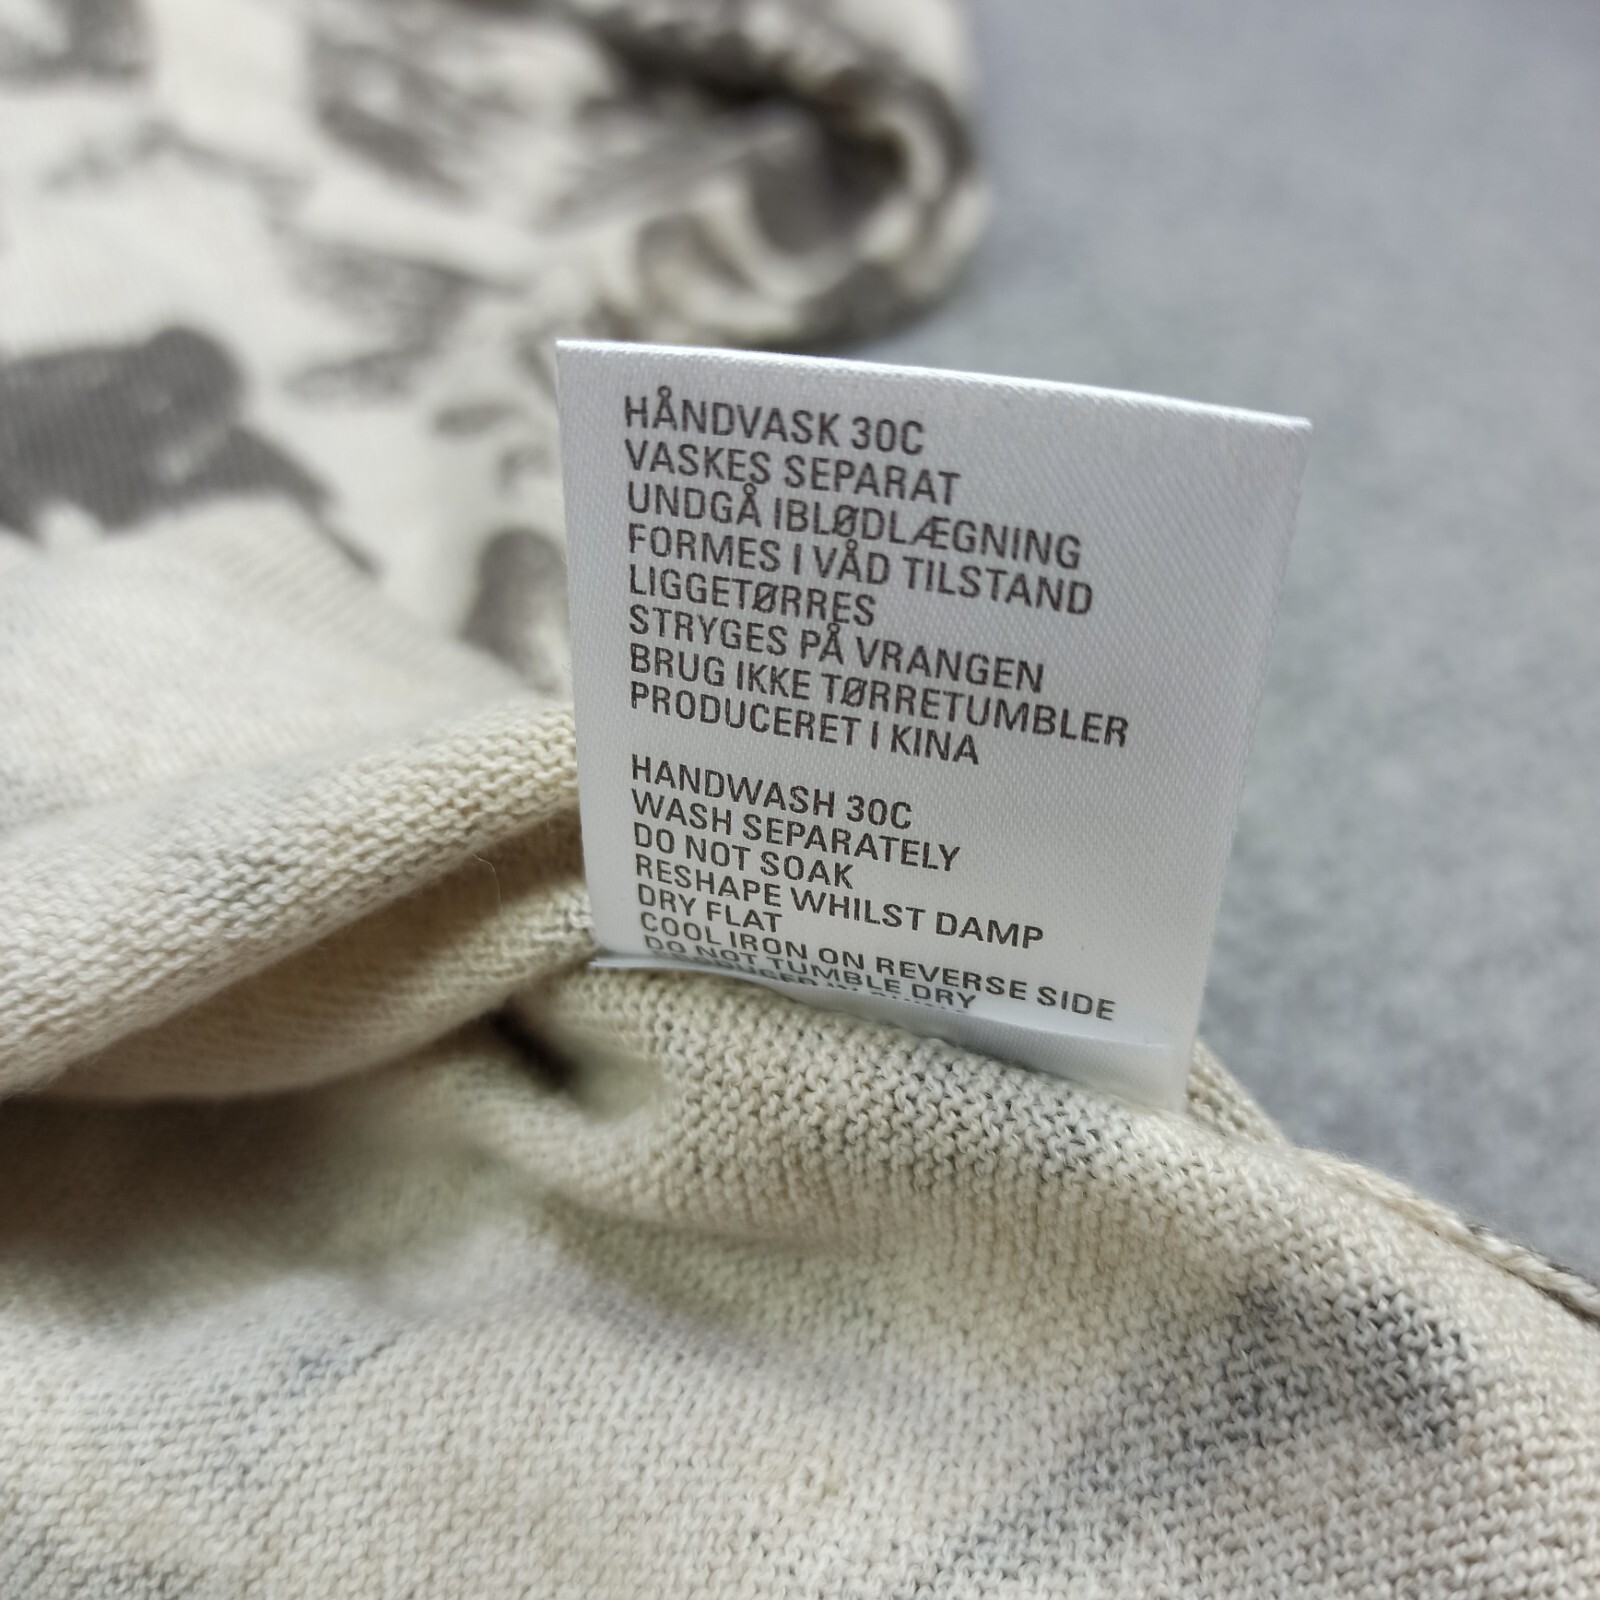 HÅNDVASK 30C
VASKES SEPARAT
UNDGÅ IBLØDLÆGNING
FORMES I VÅD TILSTAND
LIGGETØRRES
STRYGES PÅ VRANGEN
BRUG IKKE TØRRETUMBLER
PRODUCERET I KINA
HANDWASH 30C
WASH SEPARATELY
DO NOT SOAK
RESHAPE WHILST DAMP
DRY FLAT
COOL IRON ON REVERSE SIDE
DO NOT TUMBLE DRY